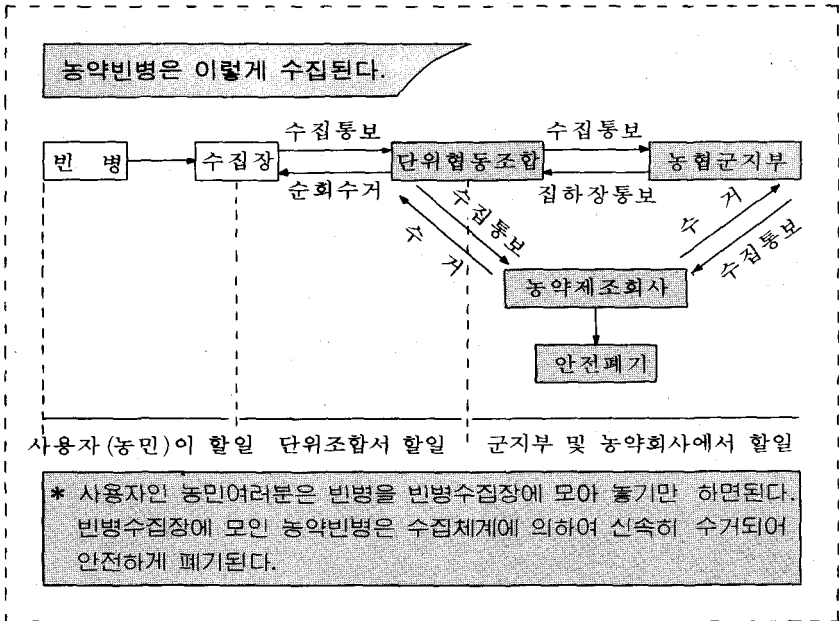 농약빈병은 이렇게 수집된다.
수집통보 수집통보
빈 병 수집장 단위협동조합 농협군지부
순회수거 집하장통보
수집통보 수 거
수 거 수집통보
농약제조회사
안전폐기
사용자(농민)이 할일 단위조합서 할일 군지부 및 농약회사에서 할일
* 사용자인 농민여러분은 빈병을 빈병수집장에 모아 놓기만 하면된다.
빈병수집장에 모인 농약빈병은 수집체계에 의하여 신속히 수거되어
안전하게 폐기된다.